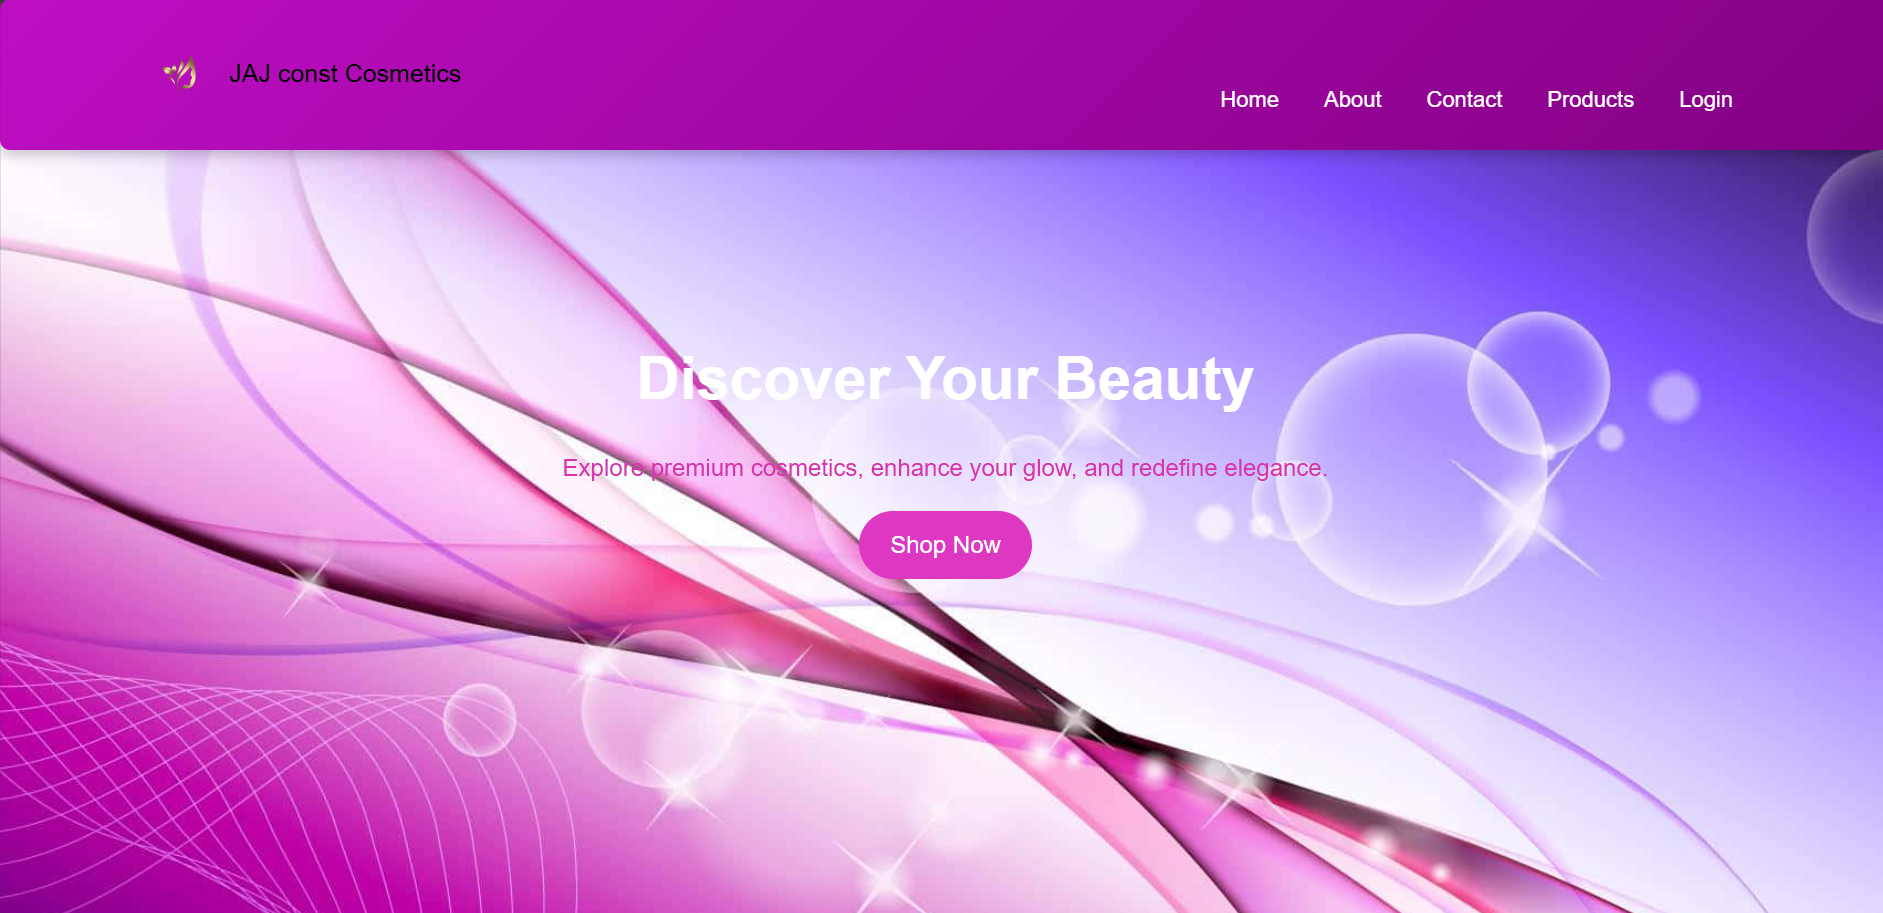 JAJ const Cosmetics
Home About Contact Products Login
Discover Your Beauty
Explore premium cosmetics, enhance your glow, and redefine elegance.
Shop Now